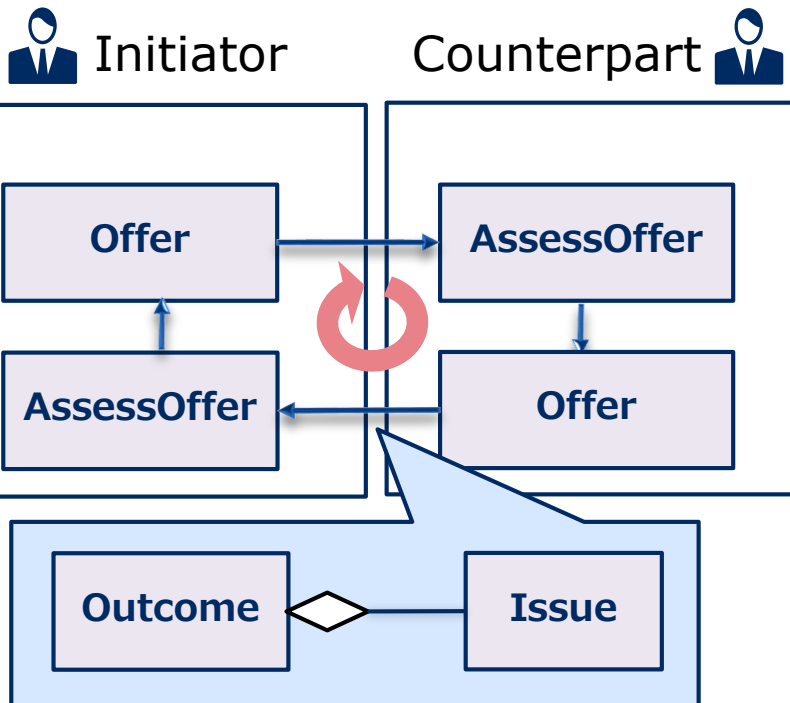 Initiator
Counterpart
Offer
AssessOffer
AssessOffer
Offer
Outcome
Issue